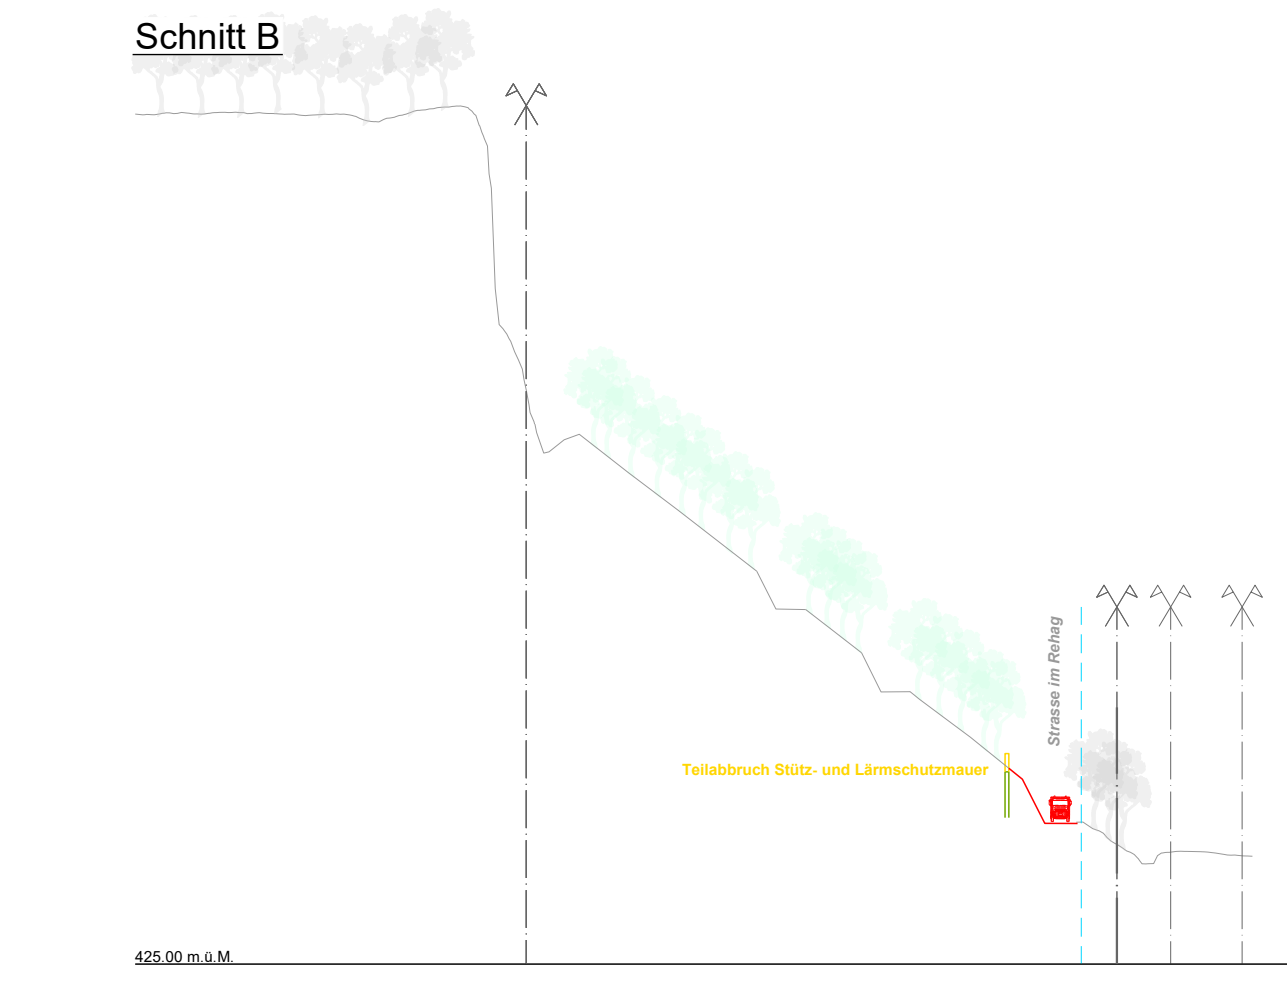 Schnitt B
Strasse im Rehag
Teilabbruch Stütz- und Lärmschutzmauer
425.00 m.ü.M.